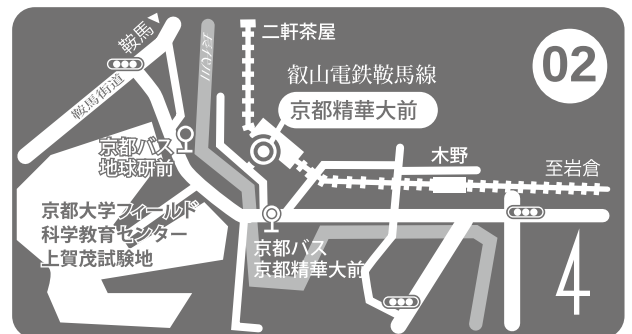 鞍馬
二軒茶屋
長代川
叡山電鉄鞍馬線
02
京都精華大前
鞍馬街道
京都バス
地球研前
木野
至岩倉
京都大学フィールド
科学教育センター
上賀茂試験地
京都バス
京都精華大前
4